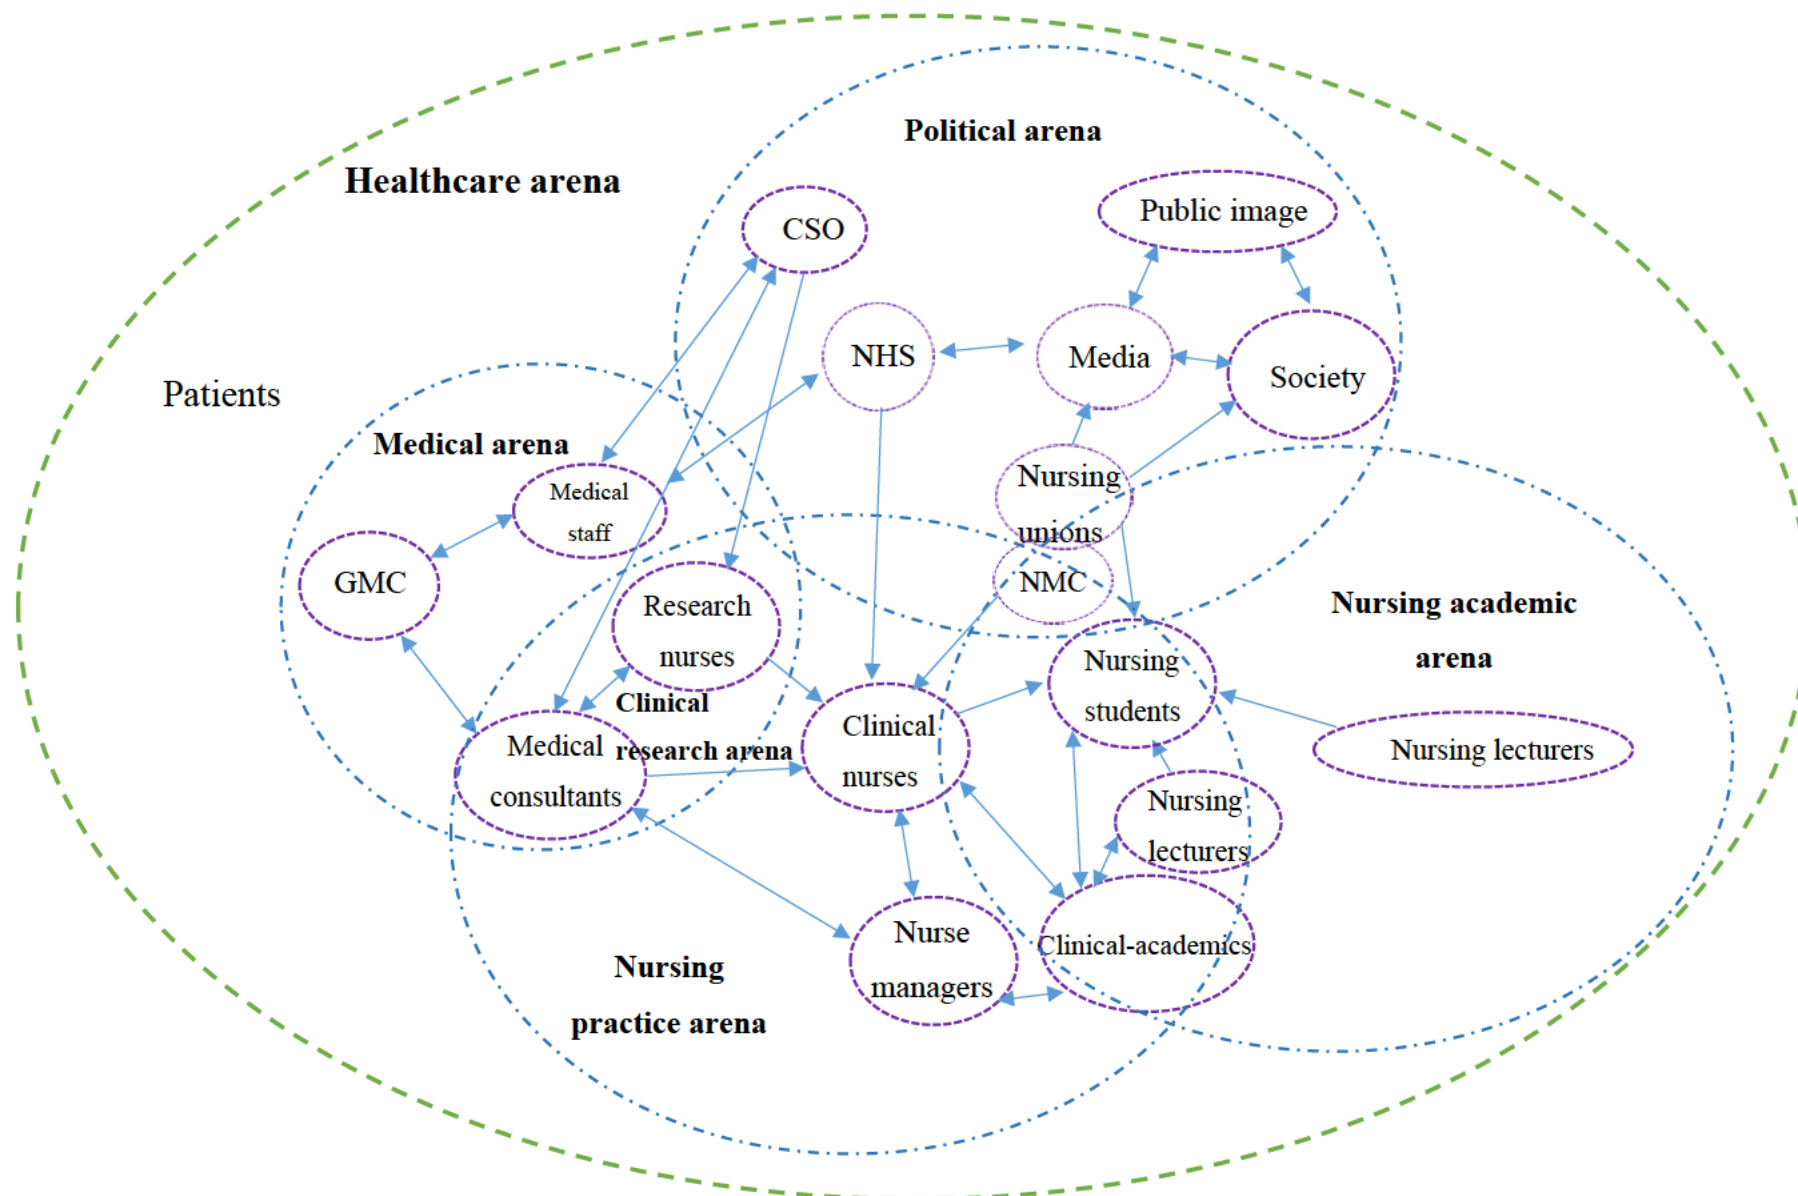 Political arena
Healthcare arena
Public image
CSO
NHS
Media
Society
Patients
Medical arena
Medical
staff
Nursing
unions
GMC
NMC
Research
nurses
Nursing academic
arena
Nursing
students
Clinical
research arena
Medical
consultants
Clinical
nurses
Nursing lecturers
Nursing
lecturers
Nurse
managers
Clinical-academics
Nursing
practice arena